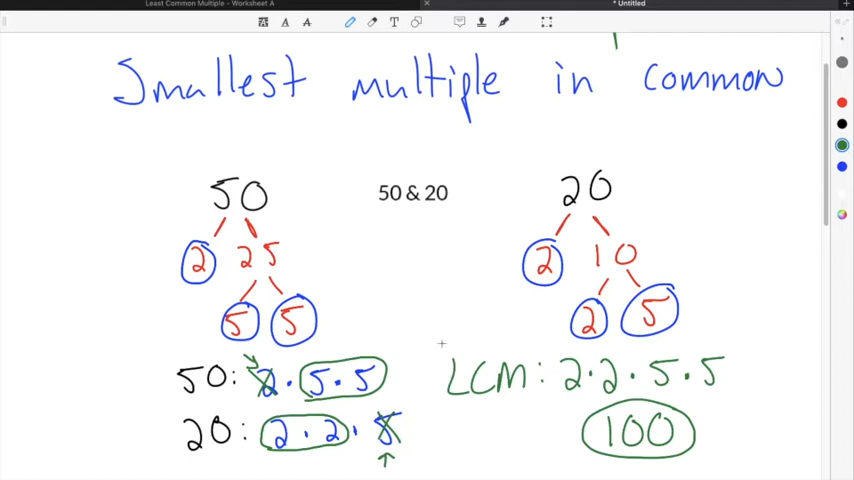 Least Common Multiple - Worksheet A * Untitled
Smallest multiple in common
50 50 & 20 20
2 25 2 10
5 5 2 5
50: 2 · 5 · 5 LCM: 2 · 2 · 5 · 5
20: 2 · 2 · 5 100